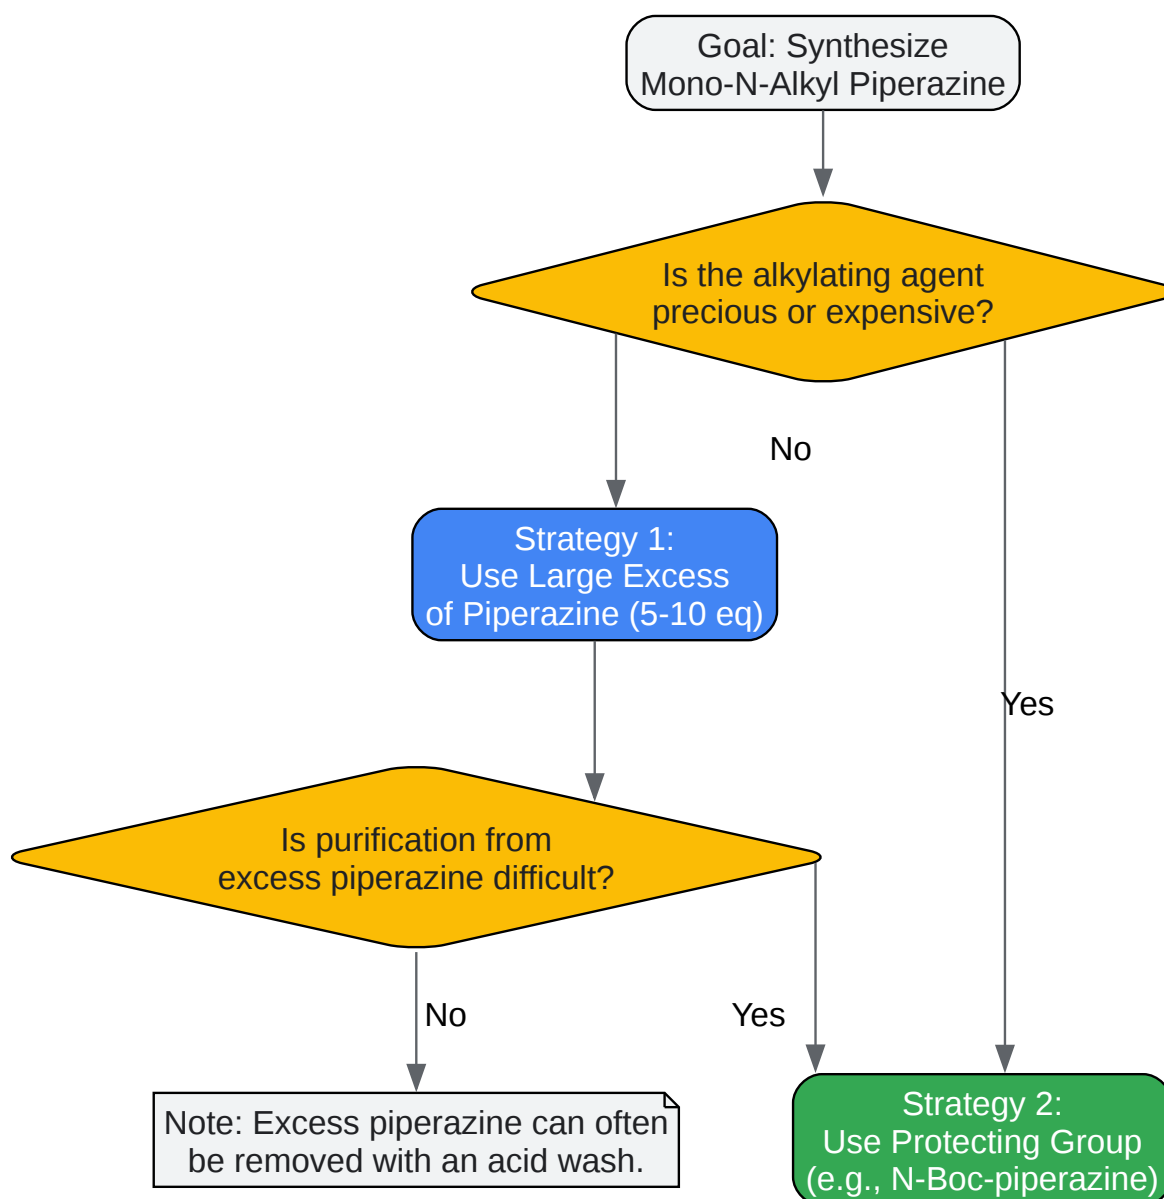 Goal: Synthesize
Mono-N-Alkyl Piperazine
Is the alkylating agent
precious or expensive?
No
Strategy 1:
Use Large Excess
of Piperazine (5-10 eq)
Yes
Is purification from
excess piperazine difficult?
No
Yes
Note: Excess piperazine can often
be removed with an acid wash.
Strategy 2:
Use Protecting Group
(e.g., N-Boc-piperazine)